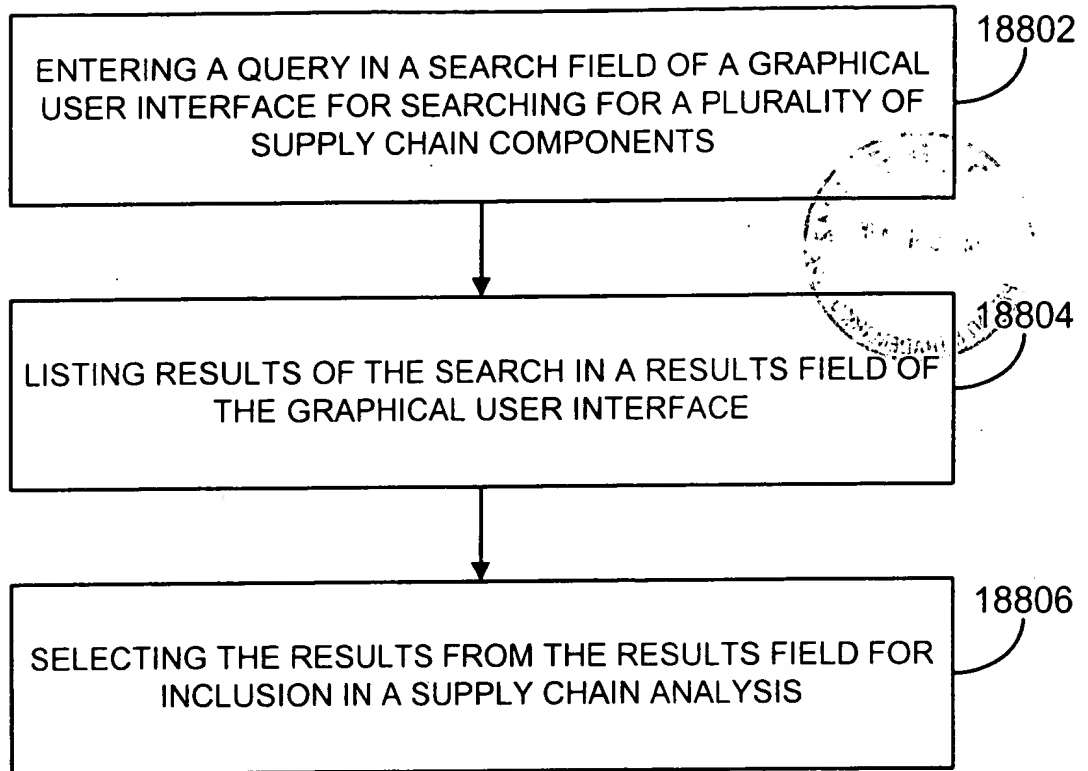 18802
ENTERING A QUERY IN A SEARCH FIELD OF A GRAPHICAL
USER INTERFACE FOR SEARCHING FOR A PLURALITY OF
SUPPLY CHAIN COMPONENTS
18804
LISTING RESULTS OF THE SEARCH IN A RESULTS FIELD OF
THE GRAPHICAL USER INTERFACE
18806
SELECTING THE RESULTS FROM THE RESULTS FIELD FOR
INCLUSION IN A SUPPLY CHAIN ANALYSIS